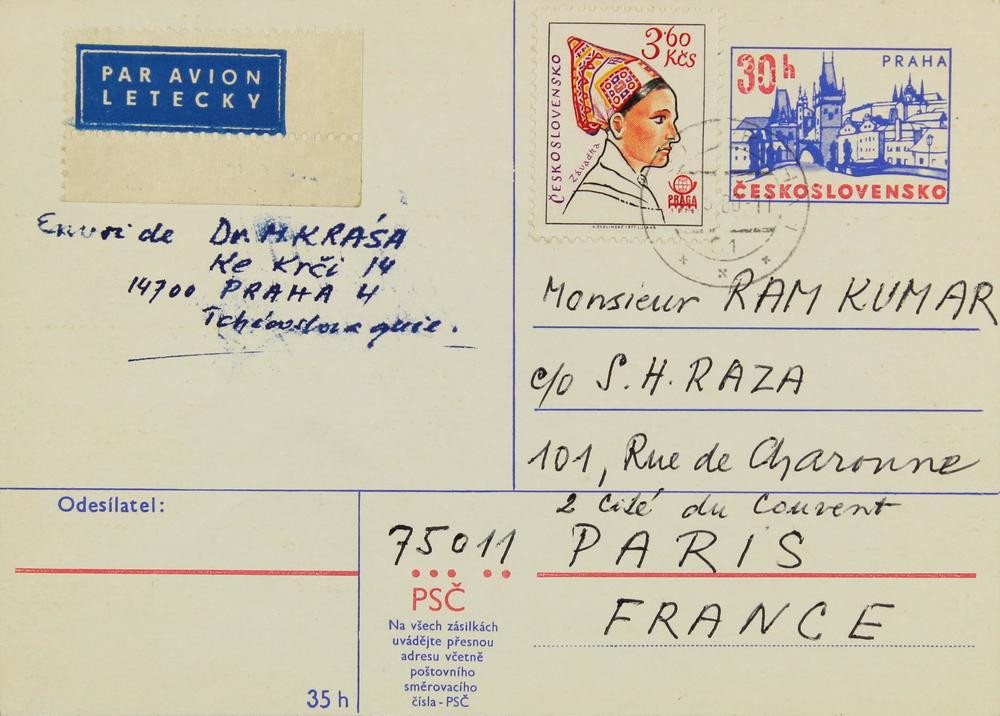 PAR AVION
LETECKY
3'60
Kčs
ČESKOSLOVENSKO
Závadka
PRAGA
1978
30h
PRAHA
ČESKOSLOVENSKO
Envoi de Dr. M. KRÁSA
Ke Krči 14
14700 PRAHA 4
Tchécoslovaquie.
Monsieur RAM KUMAR
c/o S. H. RAZA
101, Rue de Charonne
2 Cité du Couvent
75011 PARIS
FRANCE
Odesílatel:
35 h
PSČ
Na všech zásilkách
uvádějte přesnou
adresu včetně
poštovního
směrovacího
čísla - PSČ